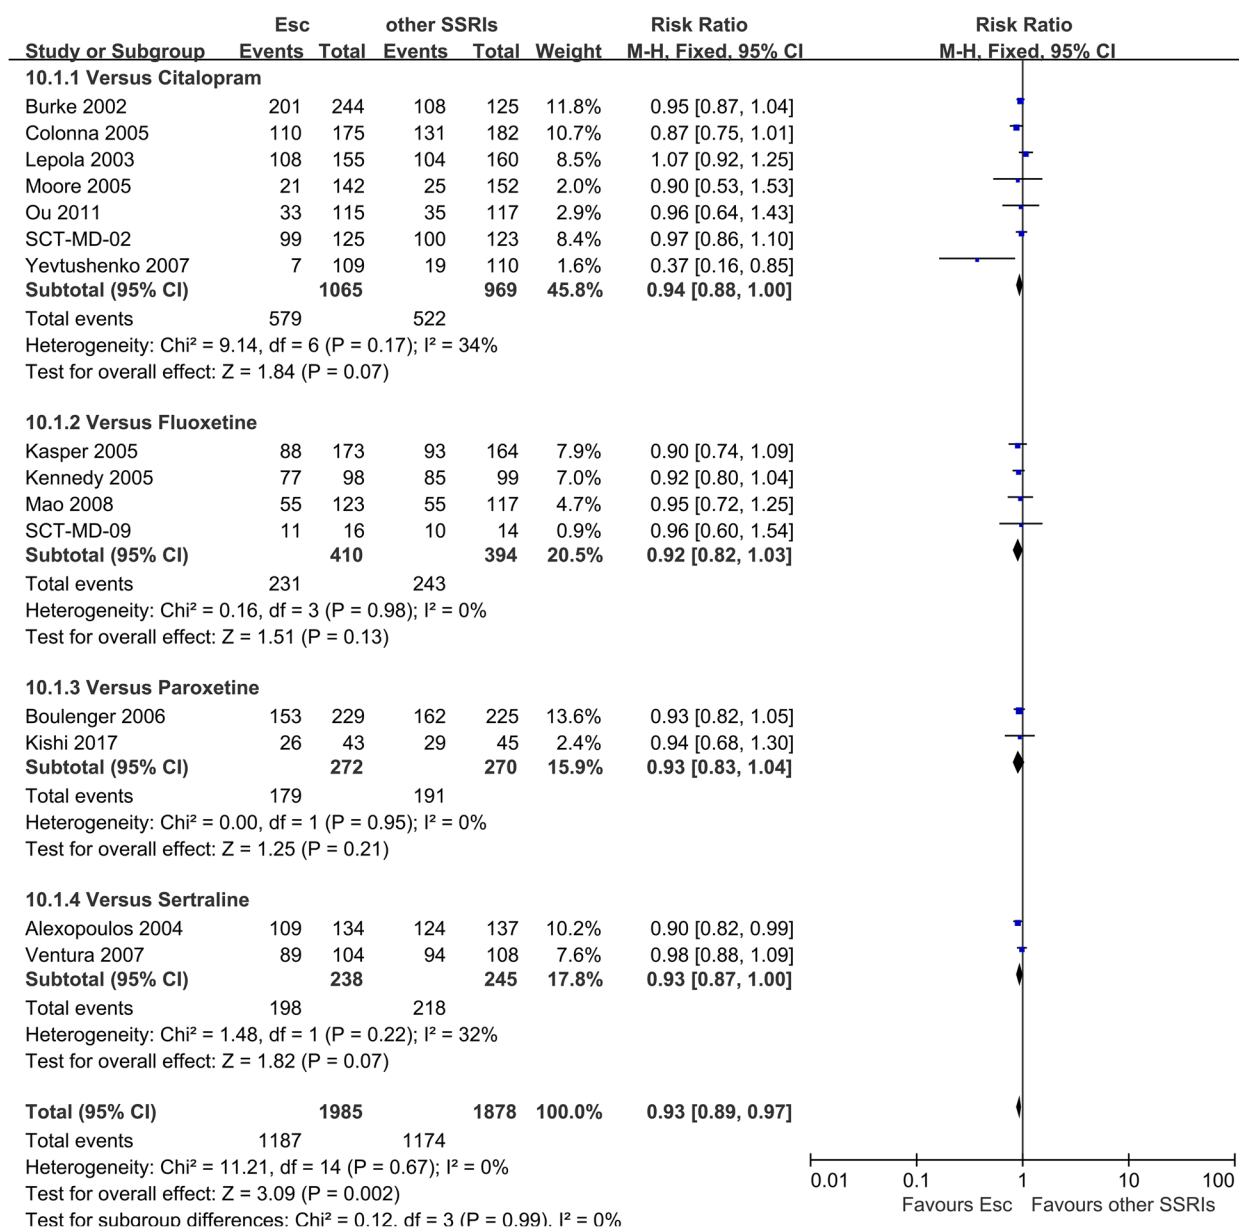 Esc other SSRIs Risk Ratio Risk Ratio
Study or Subgroup Events Total Events Total Weight M-H, Fixed, 95% CI M-H, Fixed, 95% CI
10.1.1 Versus Citalopram
Burke 2002 201 244 108 125 11.8% 0.95 [0.87, 1.04]
Colonna 2005 110 175 131 182 10.7% 0.87 [0.75, 1.01]
Lepola 2003 108 155 104 160 8.5% 1.07 [0.92, 1.25]
Moore 2005 21 142 25 152 2.0% 0.90 [0.53, 1.53]
Ou 2011 33 115 35 117 2.9% 0.96 [0.64, 1.43]
SCT-MD-02 99 125 100 123 8.4% 0.97 [0.86, 1.10]
Yevtushenko 2007 7 109 19 110 1.6% 0.37 [0.16, 0.85]
Subtotal (95% CI) 1065 969 45.8% 0.94 [0.88, 1.00]
Total events 579 522
Heterogeneity: Chi² = 9.14, df = 6 (P = 0.17); I² = 34%
Test for overall effect: Z = 1.84 (P = 0.07)
10.1.2 Versus Fluoxetine
Kasper 2005 88 173 93 164 7.9% 0.90 [0.74, 1.09]
Kennedy 2005 77 98 85 99 7.0% 0.92 [0.80, 1.04]
Mao 2008 55 123 55 117 4.7% 0.95 [0.72, 1.25]
SCT-MD-09 11 16 10 14 0.9% 0.96 [0.60, 1.54]
Subtotal (95% CI) 410 394 20.5% 0.92 [0.82, 1.03]
Total events 231 243
Heterogeneity: Chi² = 0.16, df = 3 (P = 0.98); I² = 0%
Test for overall effect: Z = 1.51 (P = 0.13)
10.1.3 Versus Paroxetine
Boulenger 2006 153 229 162 225 13.6% 0.93 [0.82, 1.05]
Kishi 2017 26 43 29 45 2.4% 0.94 [0.68, 1.30]
Subtotal (95% CI) 272 270 15.9% 0.93 [0.83, 1.04]
Total events 179 191
Heterogeneity: Chi² = 0.00, df = 1 (P = 0.95); I² = 0%
Test for overall effect: Z = 1.25 (P = 0.21)
10.1.4 Versus Sertraline
Alexopoulos 2004 109 134 124 137 10.2% 0.90 [0.82, 0.99]
Ventura 2007 89 104 94 108 7.6% 0.98 [0.88, 1.09]
Subtotal (95% CI) 238 245 17.8% 0.93 [0.87, 1.00]
Total events 198 218
Heterogeneity: Chi² = 1.48, df = 1 (P = 0.22); I² = 32%
Test for overall effect: Z = 1.82 (P = 0.07)
Total (95% CI) 1985 1878 100.0% 0.93 [0.89, 0.97]
Total events 1187 1174
Heterogeneity: Chi² = 11.21, df = 14 (P = 0.67); I² = 0%
Test for overall effect: Z = 3.09 (P = 0.002)
Test for subgroup differences: Chi² = 0.12, df = 3 (P = 0.99), I² = 0%
0.01 0.1 1 10 100
Favours Esc Favours other SSRIs